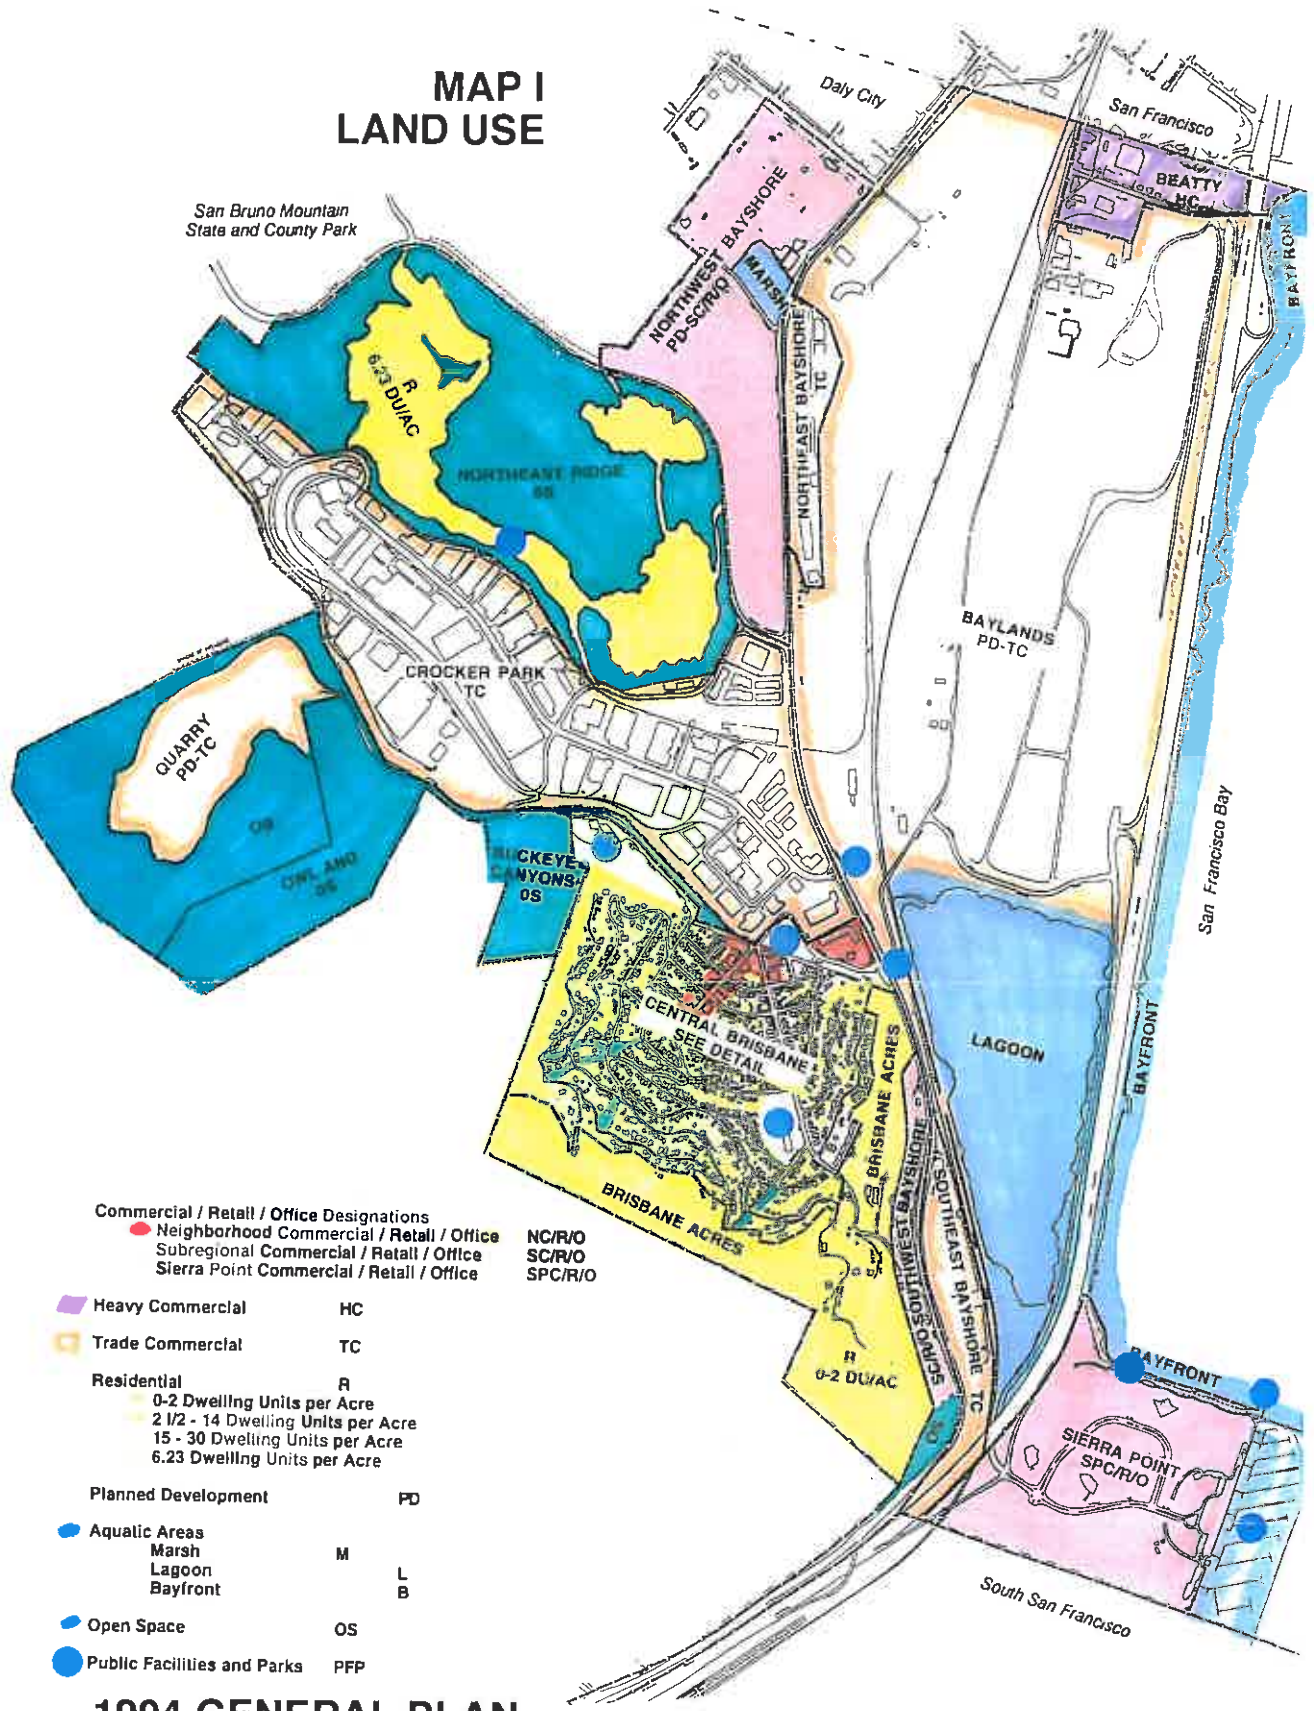 MAP I
LAND USE
Daly City
San Francisco
San Bruno Mountain
State and County Park
BEATTY
HC
BAYFRONT
NORTHWEST BAYSHORE
PD-SC/R/O
MARSH
R
6.23 DU/AC
NORTHEAST BAYSHORE
TC
NORTHEAST RIDGE
BAYLANDS
PD-TC
CROCKER PARK
TC
QUARRY
PD-TC
OS
OS
San Francisco Bay
CKEYE
NYONS
OS
CENTRAL BRISBANE
SEE DETAIL
LAGOON
BAYFRONT
BRISBANE ACRES
BRISBANE ACRES
SC/R/O SOUTHWEST BAYSHORE
SOUTHEAST BAYSHORE TC
R
0-2 DU/AC
OS
BAYFRONT
SIERRA POINT
SPC/R/O
South San Francisco
Commercial / Retail / Office Designations
Neighborhood Commercial / Retail / Office NC/R/O
Subregional Commercial / Retail / Office SC/R/O
Sierra Point Commercial / Retail / Office SPC/R/O
Heavy Commercial HC
Trade Commercial TC
Residential R
0-2 Dwelling Units per Acre
2 1/2 - 14 Dwelling Units per Acre
15 - 30 Dwelling Units per Acre
6.23 Dwelling Units per Acre
Planned Development PD
Aquatic Areas
Marsh M
Lagoon L
Bayfront B
Open Space OS
Public Facilities and Parks PFP
1994 GENERAL PLAN